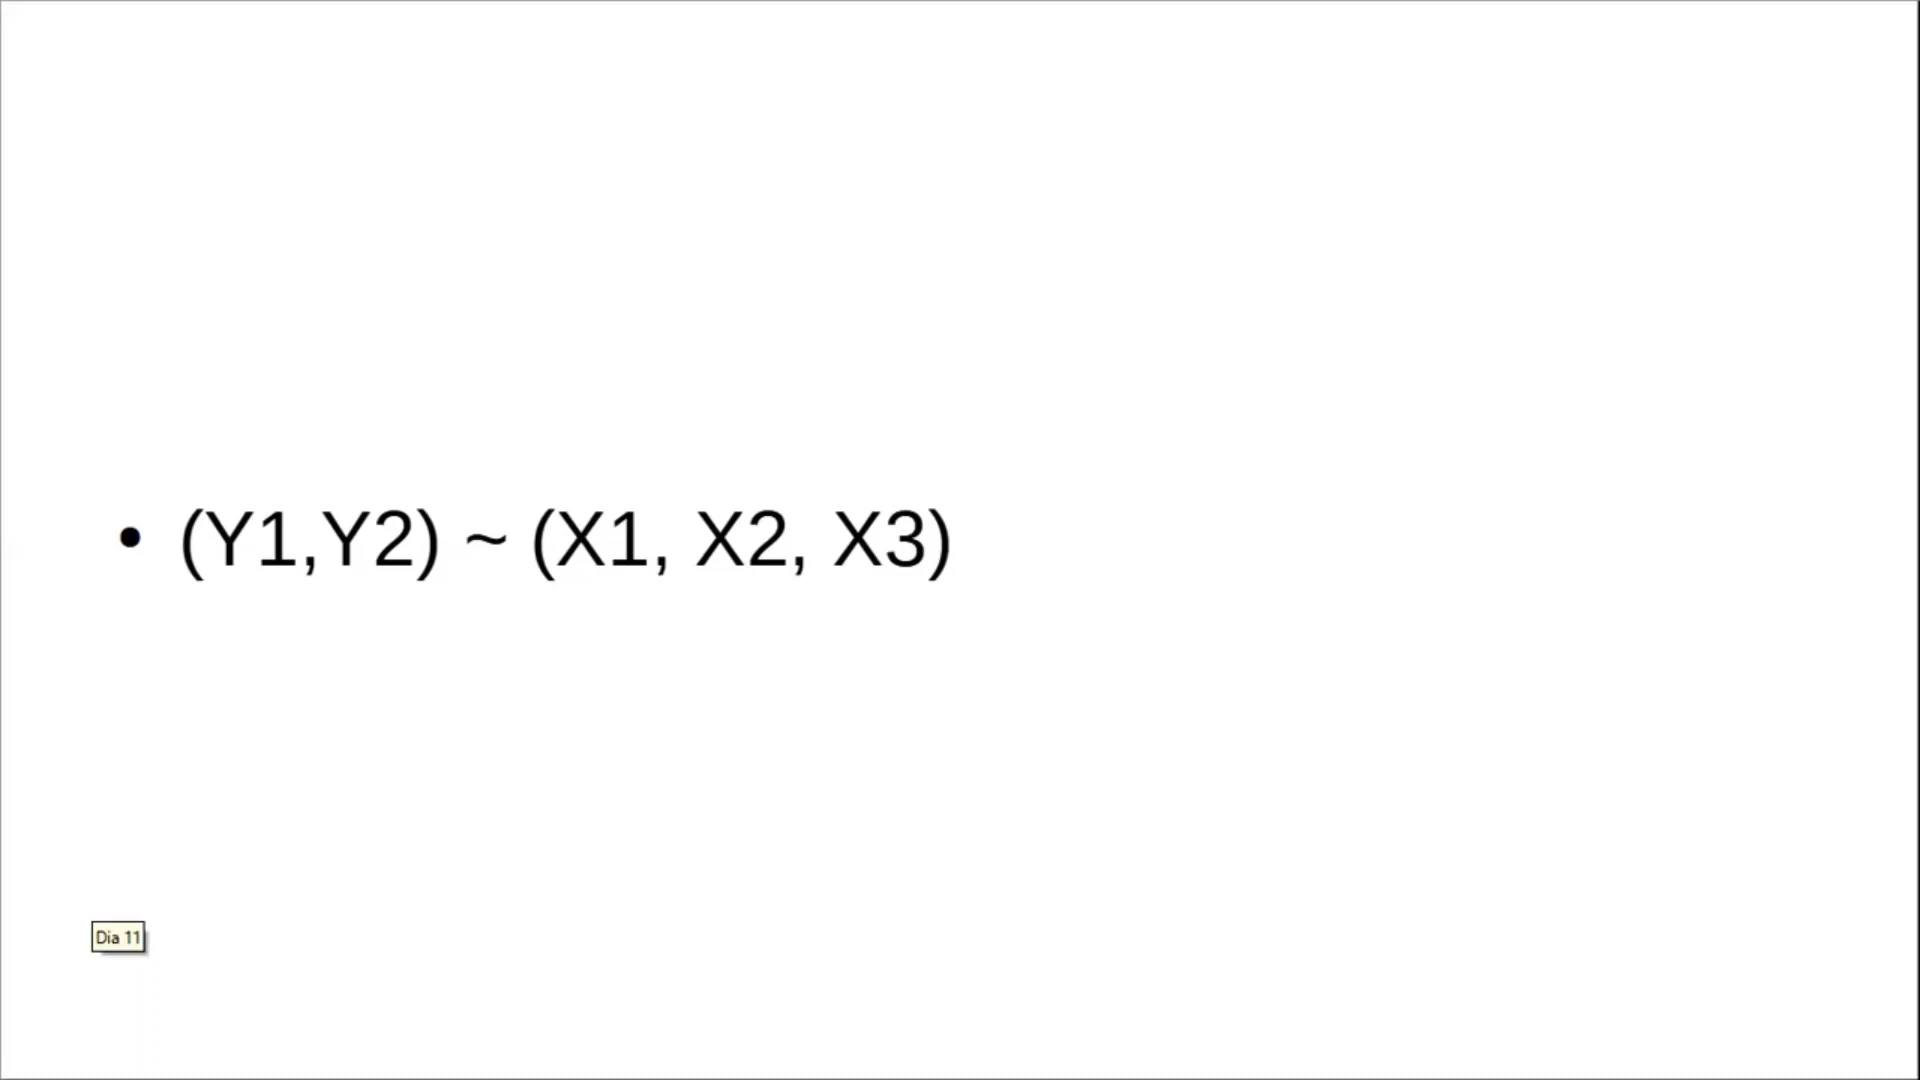 • (Y1,Y2) ~ (X1, X2, X3)
Dia 11